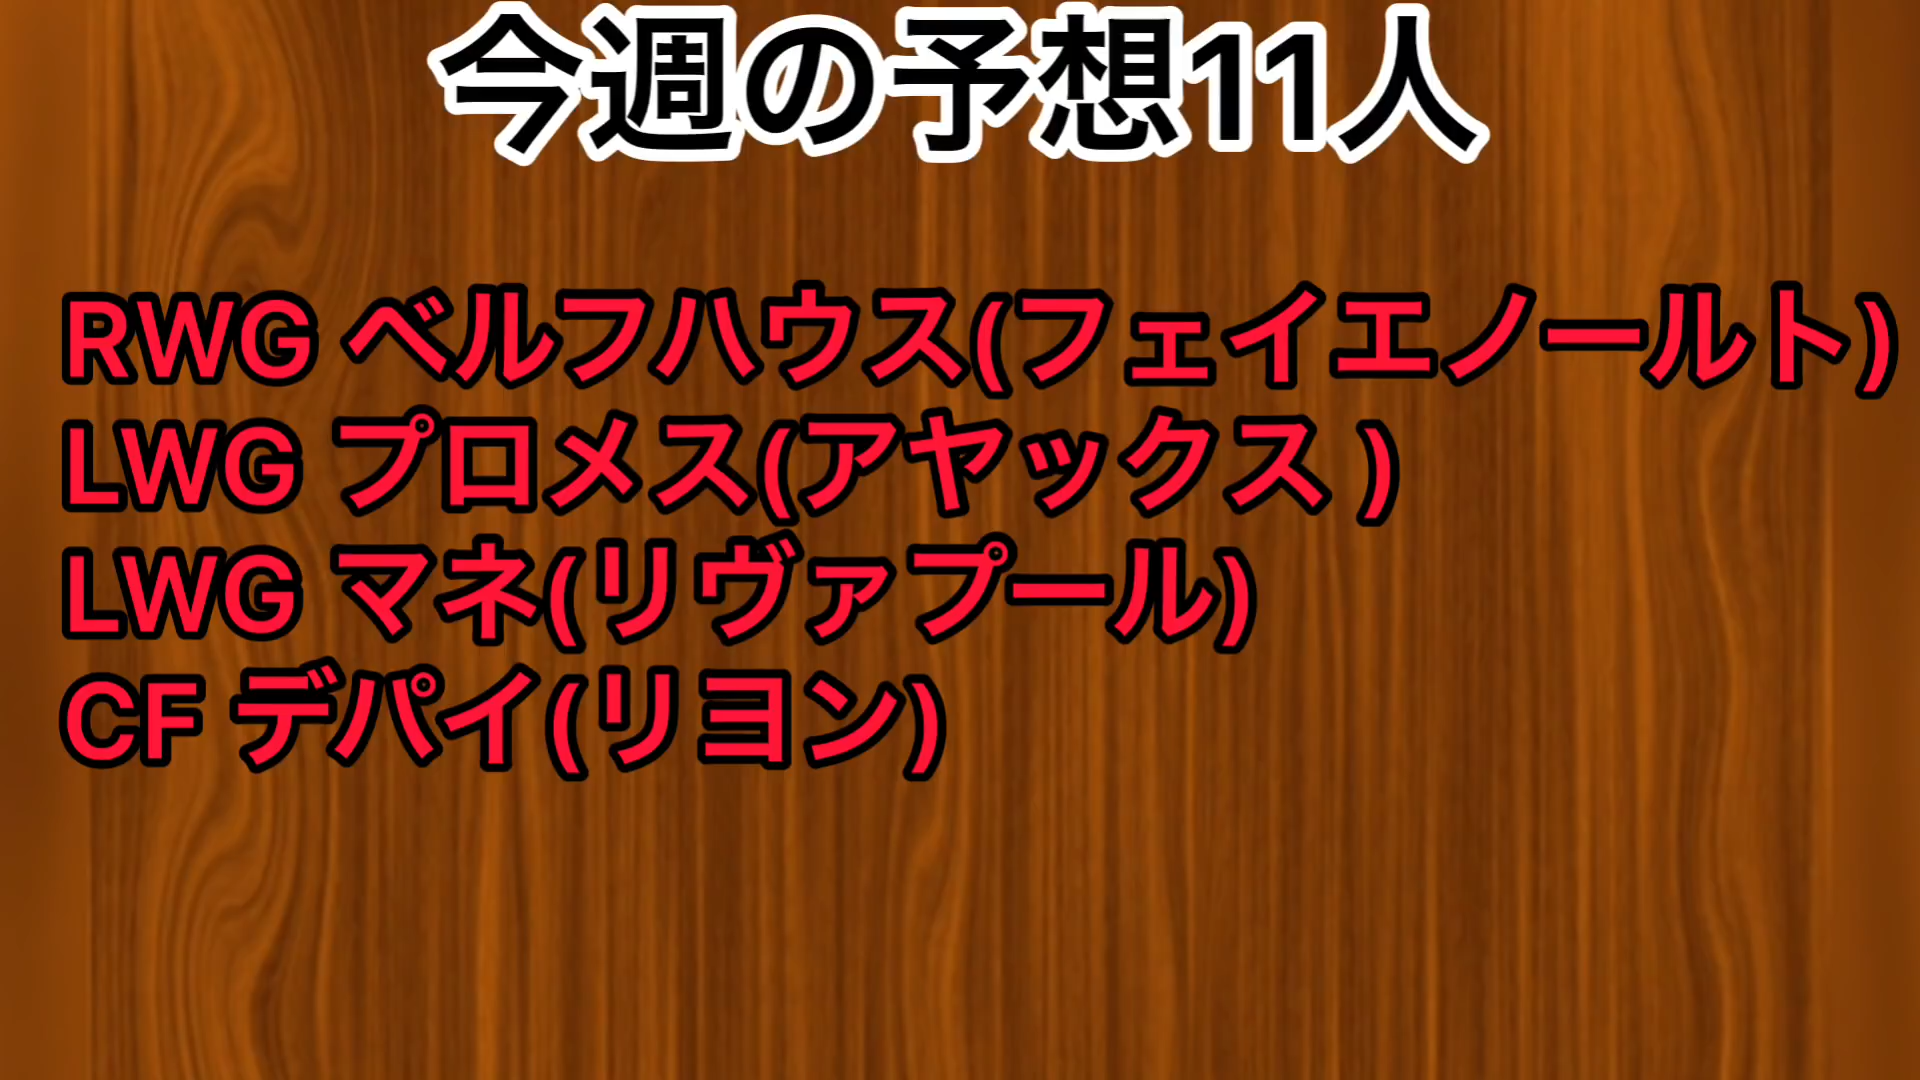 今週の予想11人
RWG ベルフハウス(フェイエノールト)
LWG プロメス(アヤックス )
LWG マネ(リヴァプール)
CF デパイ(リヨン)